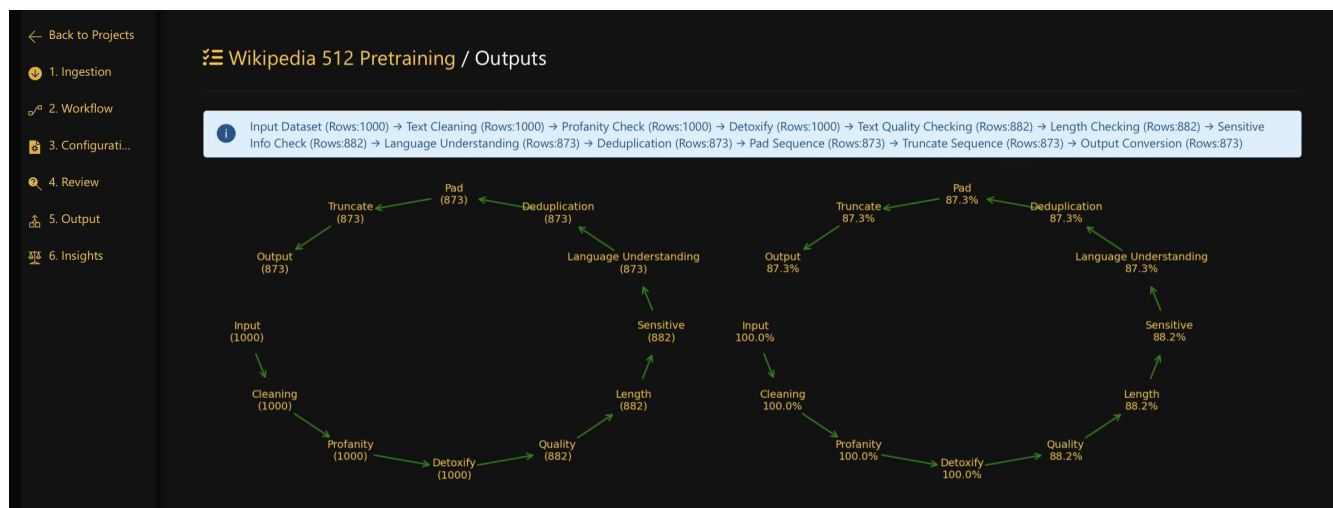 Back to Projects
1. Ingestion
2. Workflow
3. Configurati...
4. Review
5. Output
6. Insights
Wikipedia 512 Pretraining / Outputs
Input Dataset (Rows:1000) → Text Cleaning (Rows:1000) → Profanity Check (Rows:1000) → Detoxify (Rows:1000) → Text Quality Checking (Rows:882) → Length Checking (Rows:882) → Sensitive
Info Check (Rows:882) → Language Understanding (Rows:873) → Deduplication (Rows:873) → Pad Sequence (Rows:873) → Truncate Sequence (Rows:873) → Output Conversion (Rows:873)
Input
(1000)
Cleaning
(1000)
Profanity
(1000)
Detoxify
(1000)
Quality
(882)
Length
(882)
Sensitive
(882)
Language Understanding
(873)
Deduplication
(873)
Pad
(873)
Truncate
(873)
Output
(873)
Input
100.0%
Cleaning
100.0%
Profanity
100.0%
Detoxify
100.0%
Quality
88.2%
Length
88.2%
Sensitive
88.2%
Language Understanding
87.3%
Deduplication
87.3%
Pad
87.3%
Truncate
87.3%
Output
87.3%